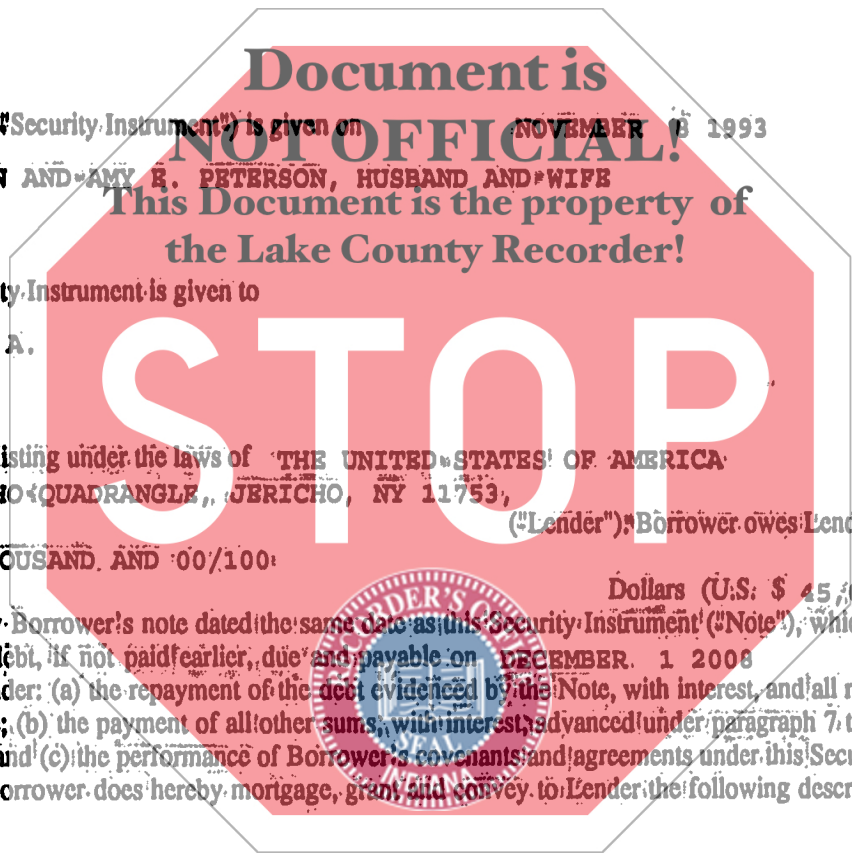 Document is
"Security Instrument") is given on NOVEMBER 8 1993
NOT OFFICIAL!
AND AMY E. PETERSON, HUSBAND AND WIFE
This Document is the property of
the Lake County Recorder!
ty Instrument is given to
A.
STOP
isting under the laws of THE UNITED STATES OF AMERICA
QUADRANGLE, JERICHO, NY 11753,
("Lender"). Borrower owes Lend
OUSAND AND 00/100
Dollars (U.S. $ 45,
Borrower's note dated the same date as this Security Instrument ("Note"), whic
ebt, if not paid earlier, due and payable on DECEMBER 1 2008
der: (a) the repayment of the debt evidenced by the Note, with interest, and all r
; (b) the payment of all other sums, with interest, advanced under paragraph 7 t
and (c) the performance of Borrower's covenants and agreements under this Secu
orrower does hereby mortgage, grant and convey to Lender the following descr
RECORDER'S OFFICE
SEAL
INDIANA